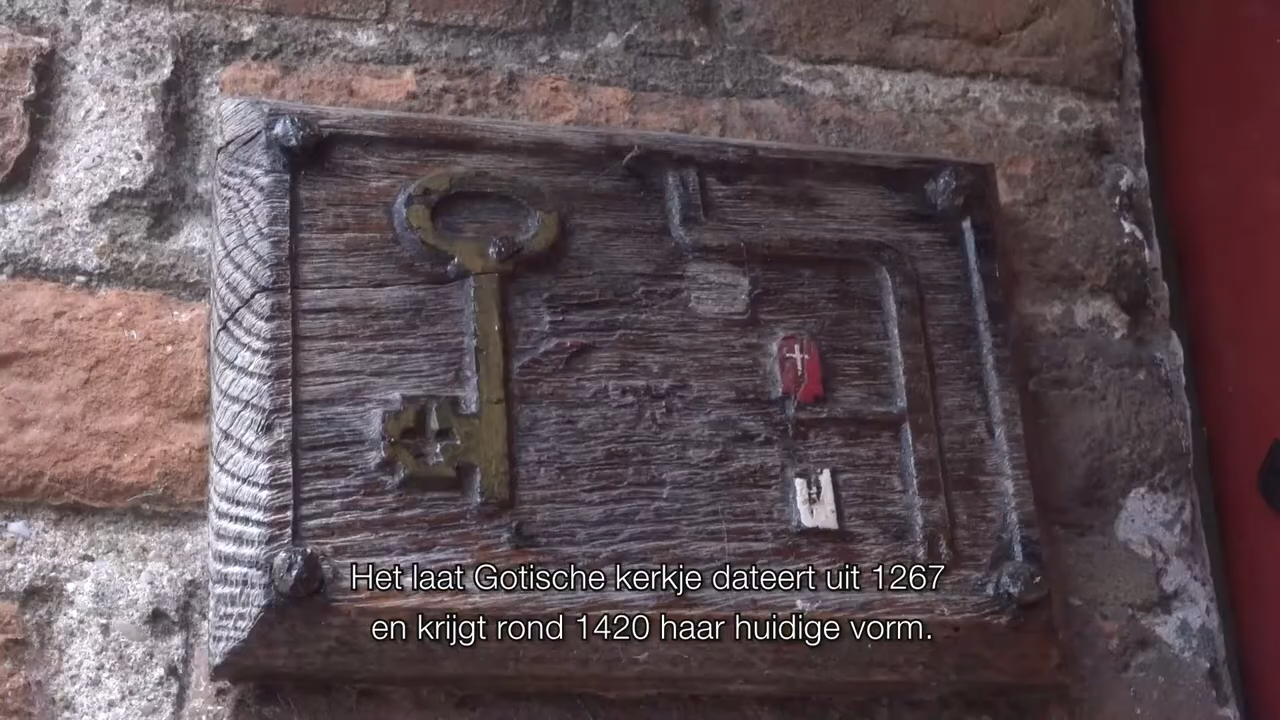 Het laat Gotische kerkje dateert uit 1267
en krijgt rond 1420 haar huidige vorm.